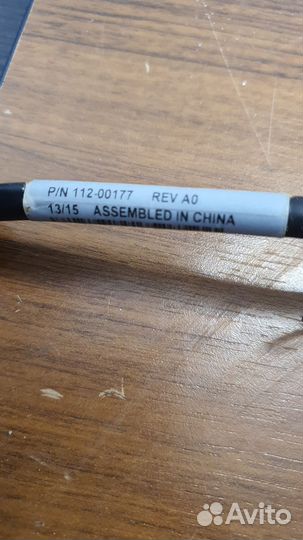 P/N 112-00177 REV A0
13/15 ASSEMBLED IN CHINA
Avito